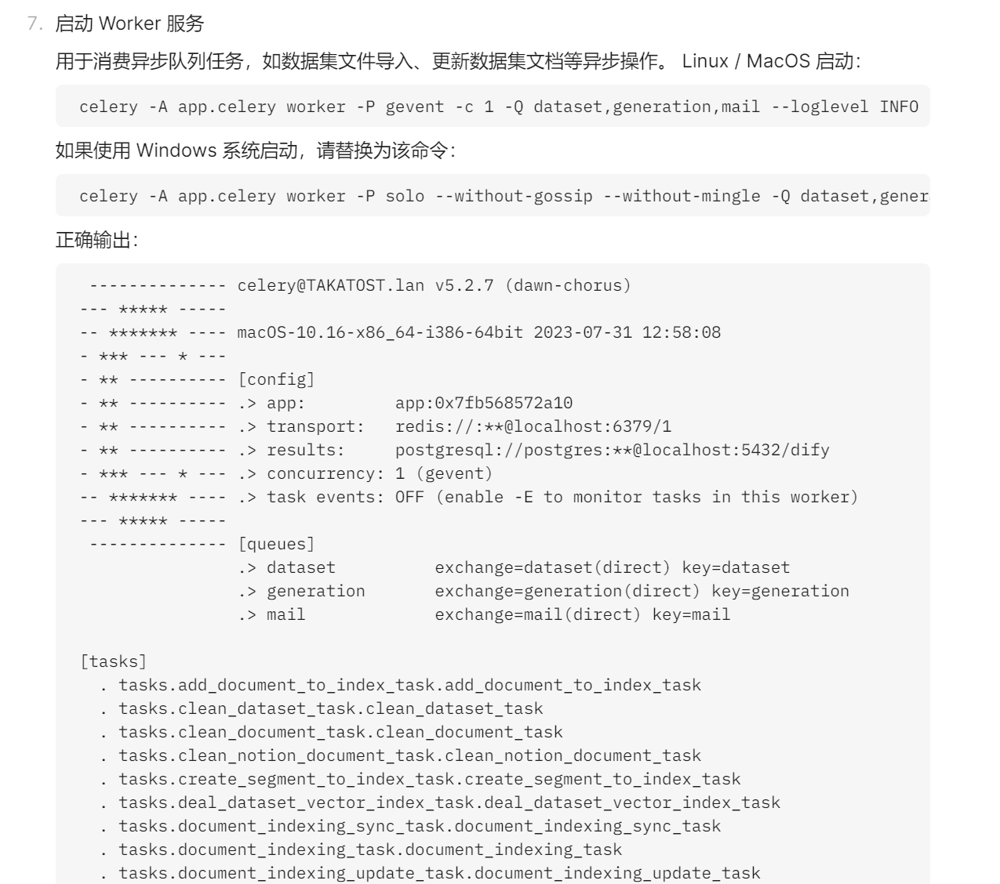 7. 启动 Worker 服务
用于消费异步队列任务，如数据集文件导入、更新数据集文档等异步操作。 Linux / MacOS 启动：
celery -A app.celery worker -P gevent -c 1 -Q dataset,generation,mail --loglevel INFO
如果使用 Windows 系统启动，请替换为该命令：
celery -A app.celery worker -P solo --without-gossip --without-mingle -Q dataset,gener
正确输出：
 -------------- celery@TAKATOST.lan v5.2.7 (dawn-chorus)
--- ***** -----
-- ******* ---- macOS-10.16-x86_64-i386-64bit 2023-07-31 12:58:08
- *** --- * ---
- ** ---------- [config]
- ** ---------- .> app:         app:0x7fb568572a10
- ** ---------- .> transport:   redis://:**@localhost:6379/1
- ** ---------- .> results:     postgresql://postgres:**@localhost:5432/dify
- *** --- * --- .> concurrency: 1 (gevent)
-- ******* ---- .> task events: OFF (enable -E to monitor tasks in this worker)
--- ***** -----
 -------------- [queues]
                .> dataset          exchange=dataset(direct) key=dataset
                .> generation       exchange=generation(direct) key=generation
                .> mail             exchange=mail(direct) key=mail
[tasks]
  . tasks.add_document_to_index_task.add_document_to_index_task
  . tasks.clean_dataset_task.clean_dataset_task
  . tasks.clean_document_task.clean_document_task
  . tasks.clean_notion_document_task.clean_notion_document_task
  . tasks.create_segment_to_index_task.create_segment_to_index_task
  . tasks.deal_dataset_vector_index_task.deal_dataset_vector_index_task
  . tasks.document_indexing_sync_task.document_indexing_sync_task
  . tasks.document_indexing_task.document_indexing_task
  . tasks.document_indexing_update_task.document_indexing_update_task